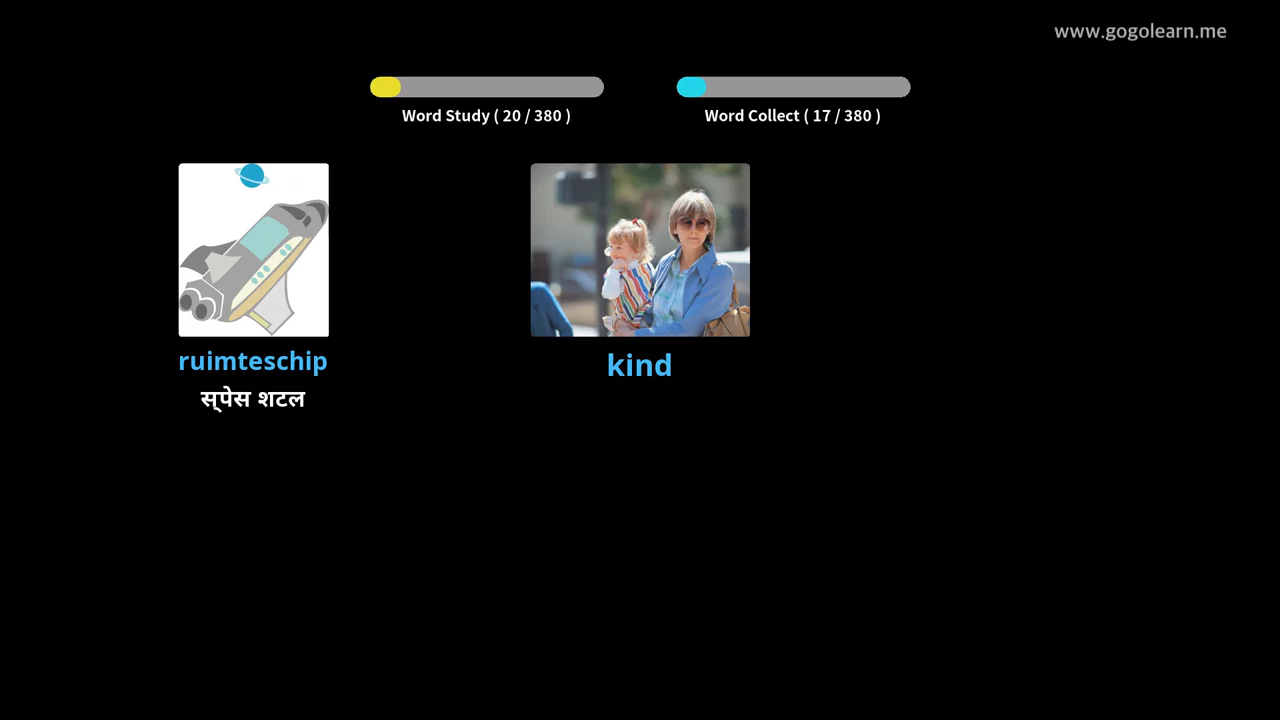 www.gogolearn.me
Word Study ( 20 / 380 )
Word Collect ( 17 / 380 )
ruimteschip
स्पेस शटल
kind